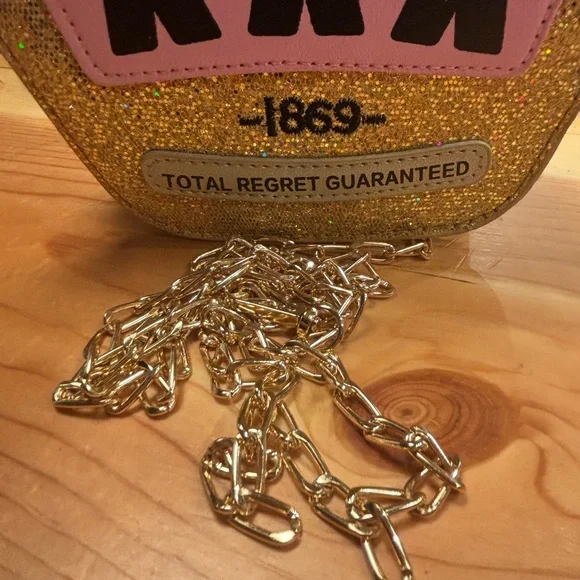 -1869-
TOTAL REGRET GUARANTEED